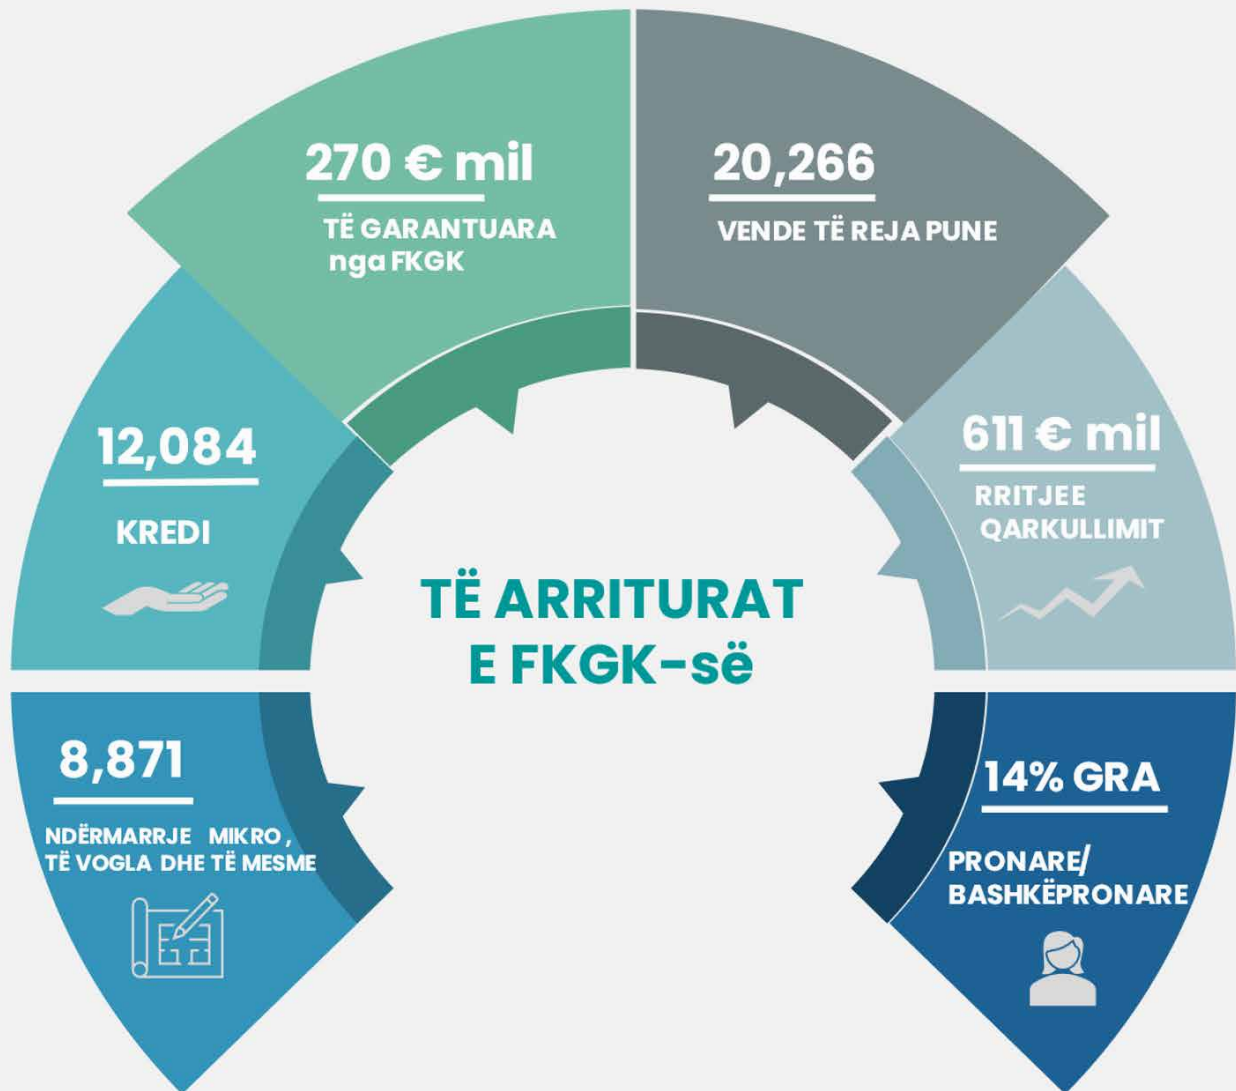 270 € mil
TË GARANTUARA
nga FKGK
20,266
VENDE TË REJA PUNE
12,084
KREDI
611 € mil
RRITJEE
QARKULLIMIT
TË ARRITURAT
E FKGK-së
8,871
NDËRMARRJE MIKRO,
TË VOGLA DHE TË MESME
14% GRA
PRONARE/
BASHKËPRONARE